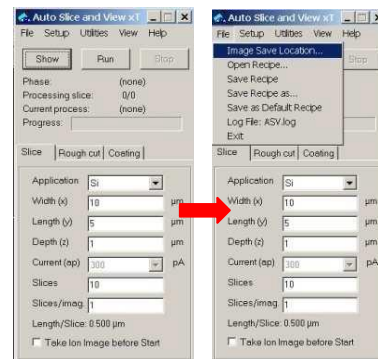 Auto Slice and View xT
File Setup Utilities View Help
Show Run Stop
Phase: (none)
Processing slice: 0/0
Current process: (none)
Progress:
Slice Rough cut Coating
Application Si
Width (x) 10 µm
Length (y) 5 µm
Depth (z) 1 µm
Current (ap) 300 pA
Slices 10
Slices/imag. 1
Length/Slice: 0.500 µm
Take Ion Image before Start
Auto Slice and View xT
File Setup Utilities View Help
Image Save Location...
Open Recipe...
Save Recipe
Save Recipe as...
Save as Default Recipe
Log File: ASV.log
Exit
Stop
Slice Rough cut Coating
Application Si
Width (x) 10 µm
Length (y) 5 µm
Depth (z) 1 µm
Current (ap) 300 pA
Slices 10
Slices/imag. 1
Length/Slice: 0.500 µm
Take Ion Image before Start